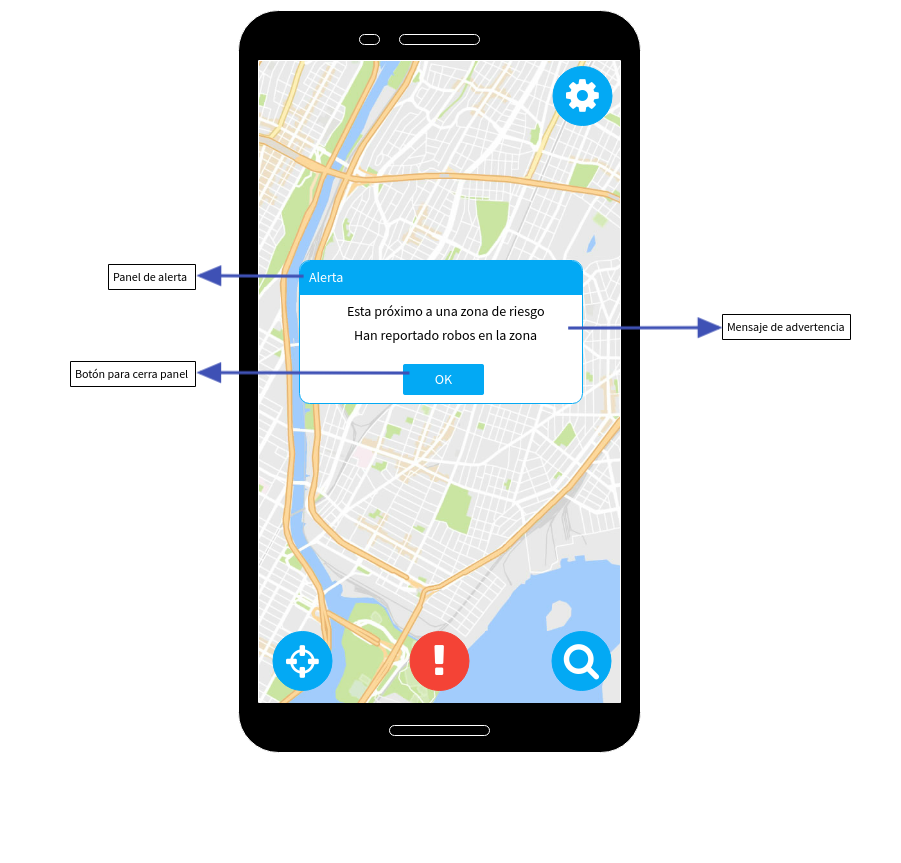 Panel de alerta
Alerta
Esta próximo a una zona de riesgo
Han reportado robos en la zona
Mensaje de advertencia
Botón para cerra panel
OK